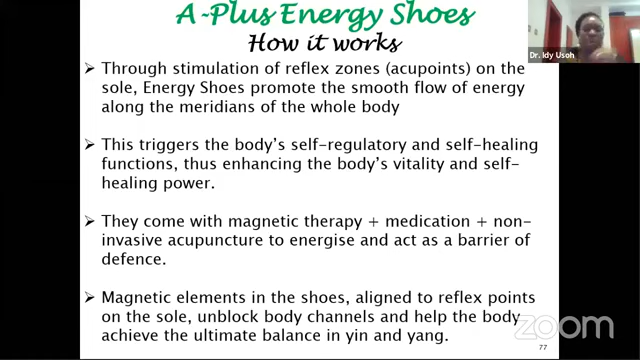 A-Plus Energy Shoes
How it works
Dr. Idy Usoh
➢ Through stimulation of reflex zones (acupoints) on the
sole, Energy Shoes promote the smooth flow of energy
along the meridians of the whole body
➢ This triggers the body's self-regulatory and self-healing
functions, thus enhancing the body's vitality and self-
healing power.
➢ They come with magnetic therapy + medication + non-
invasive acupuncture to energise and act as a barrier of
defence.
➢ Magnetic elements in the shoes, aligned to reflex points
on the sole, unblock body channels and help the body
achieve the ultimate balance in yin and yang.
zoom
77